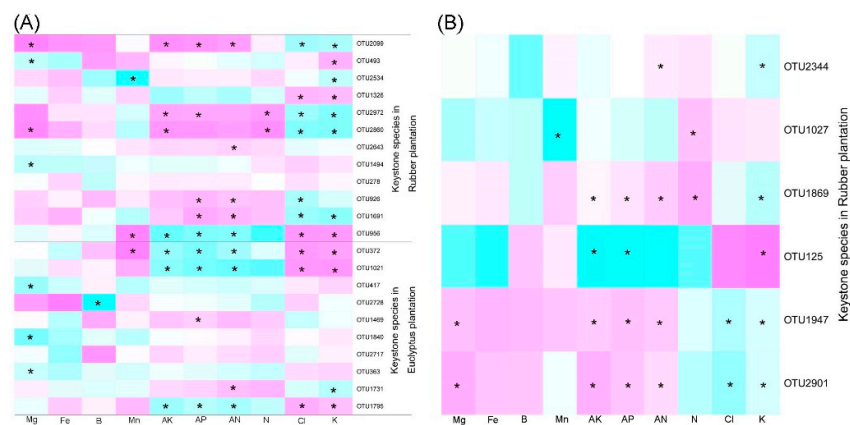 (A)
OTU2099
OTU493
OTU2534
OTU1326
OTU2972
OTU2860
OTU2643
OTU1494
OTU278
OTU926
OTU1691
OTU956
OTU372
OTU1021
OTU417
OTU2728
OTU1469
OTU1840
OTU2717
OTU363
OTU1731
OTU1795
Keystone species in
Rubber plantation
Keystone species in
Euclyptus plantation
Mg Fe B Mn AK AP AN N Cl K
(B)
OTU2344
OTU1027
OTU1869
OTU125
OTU1947
OTU2901
Keystone species in Rubber plantation
Mg Fe B Mn AK AP AN N Cl K